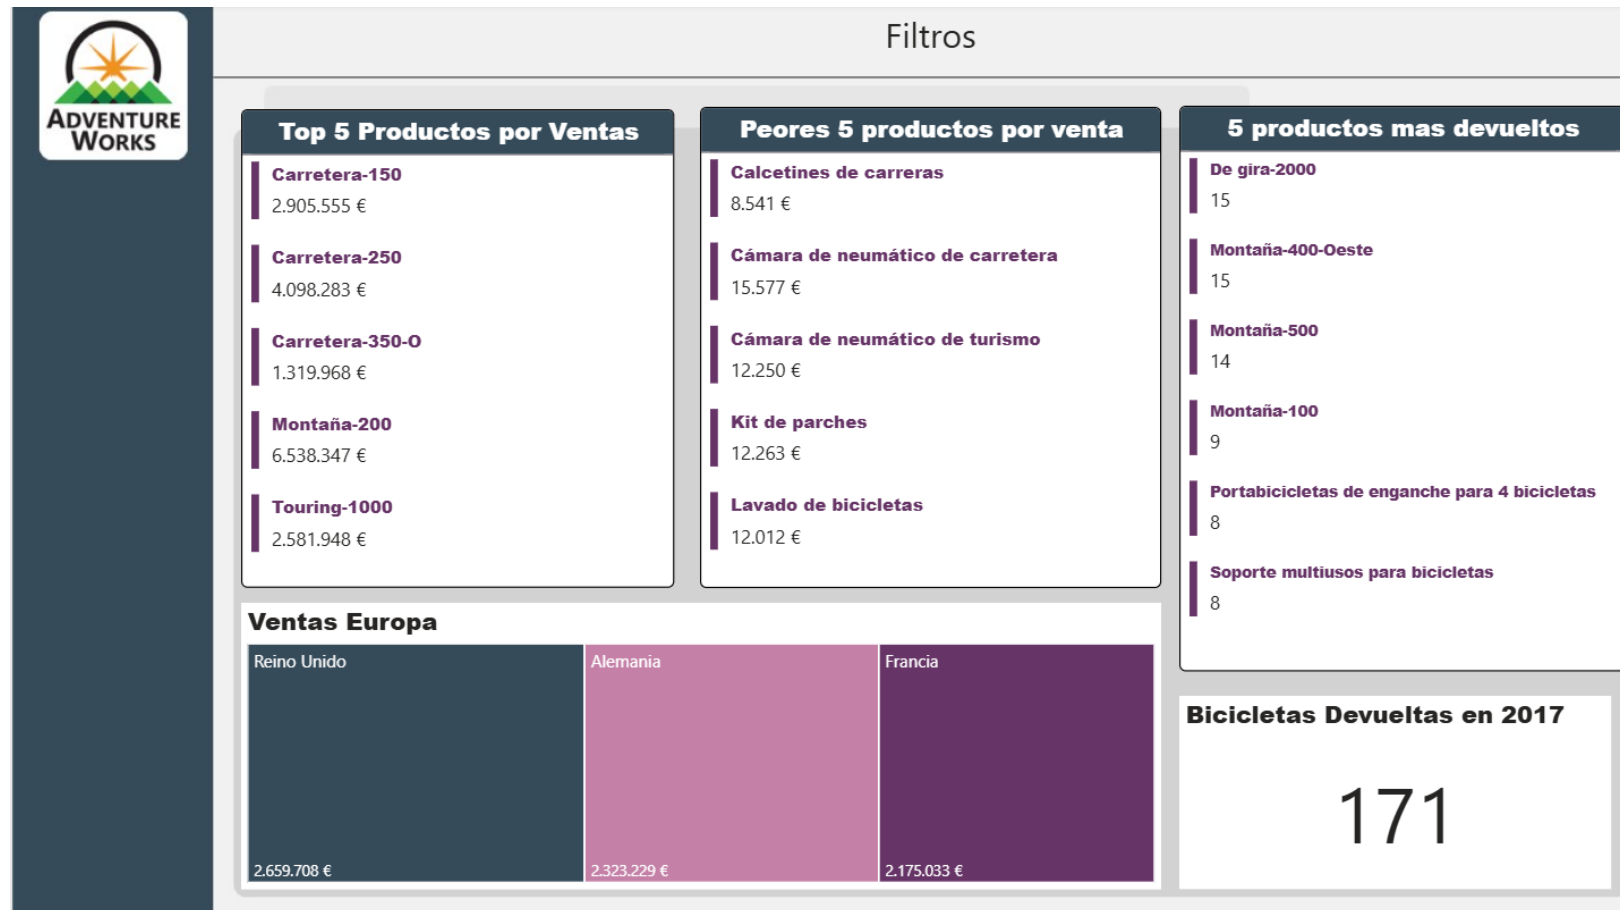 ADVENTURE
WORKS
Filtros
Top 5 Productos por Ventas
Carretera-150
2.905.555 €
Carretera-250
4.098.283 €
Carretera-350-O
1.319.968 €
Montaña-200
6.538.347 €
Touring-1000
2.581.948 €
Peores 5 productos por venta
Calcetines de carreras
8.541 €
Cámara de neumático de carretera
15.577 €
Cámara de neumático de turismo
12.250 €
Kit de parches
12.263 €
Lavado de bicicletas
12.012 €
5 productos mas devueltos
De gira-2000
15
Montaña-400-Oeste
15
Montaña-500
14
Montaña-100
9
Portabicicletas de enganche para 4 bicicletas
8
Soporte multiusos para bicicletas
8
Ventas Europa
Reino Unido
2.659.708 €
Alemania
2.323.229 €
Francia
2.175.033 €
Bicicletas Devueltas en 2017
171